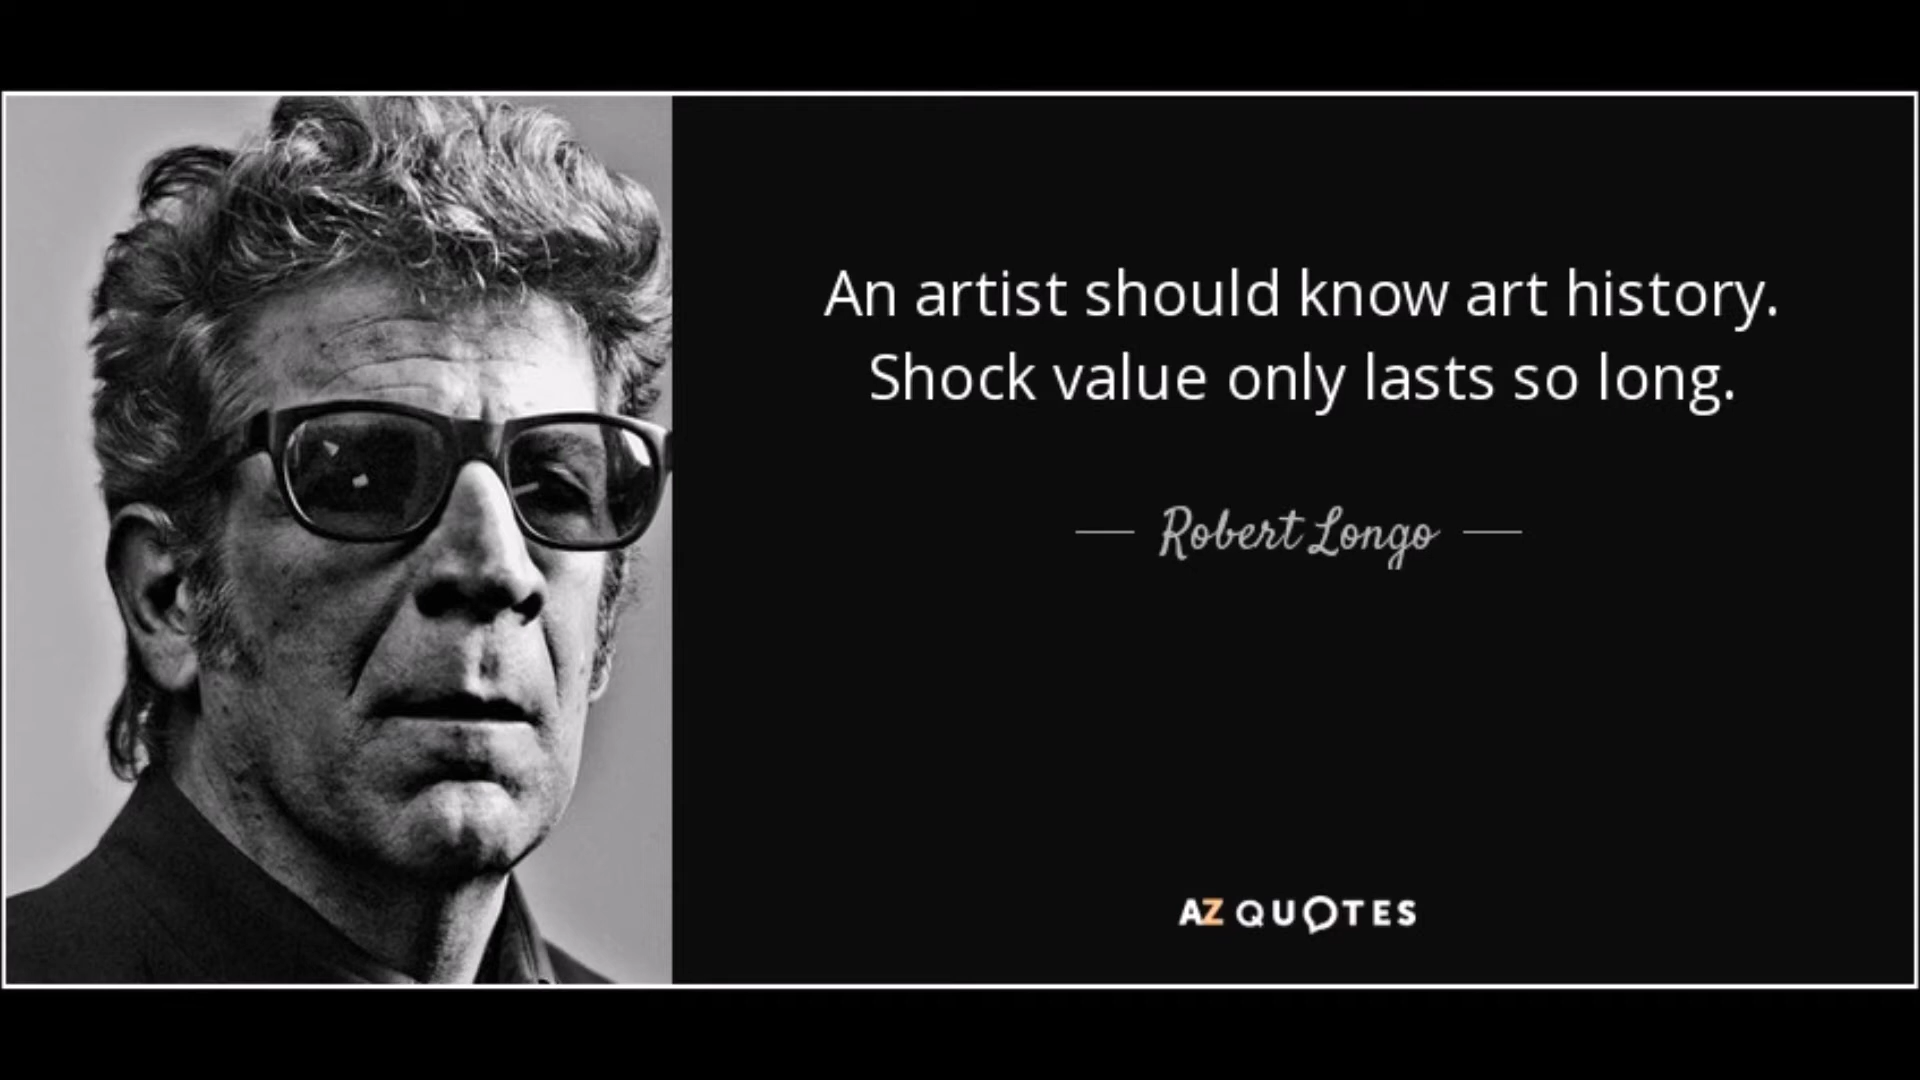 An artist should know art history.
Shock value only lasts so long.
Robert Longo
AZ QUOTES